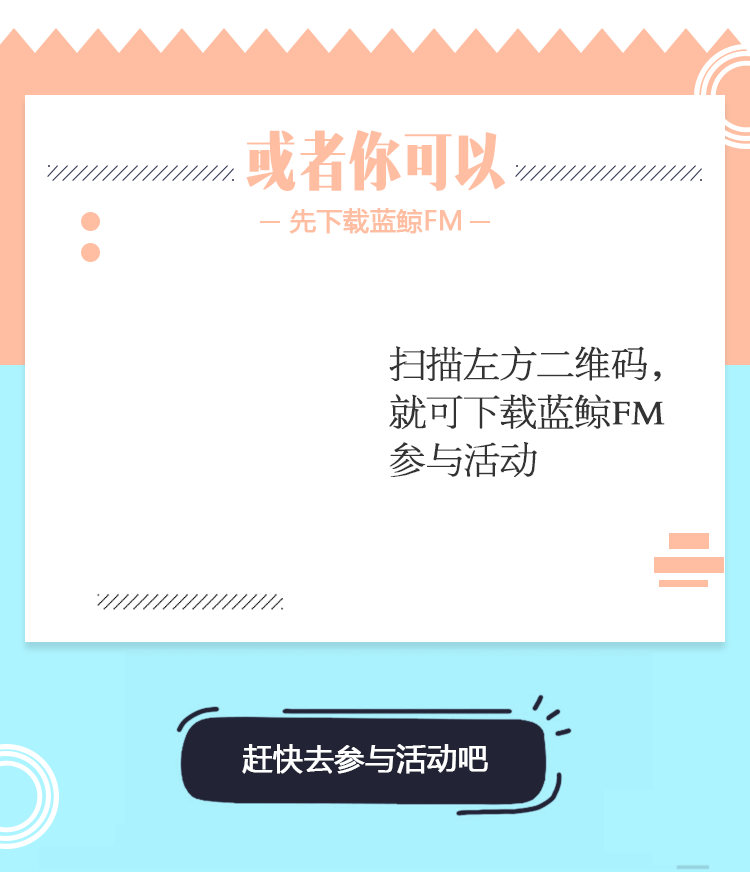 或者你可以
先下载蓝鲸FM
扫描左方二维码，
就可下载蓝鲸FM
参与活动
赶快去参与活动吧